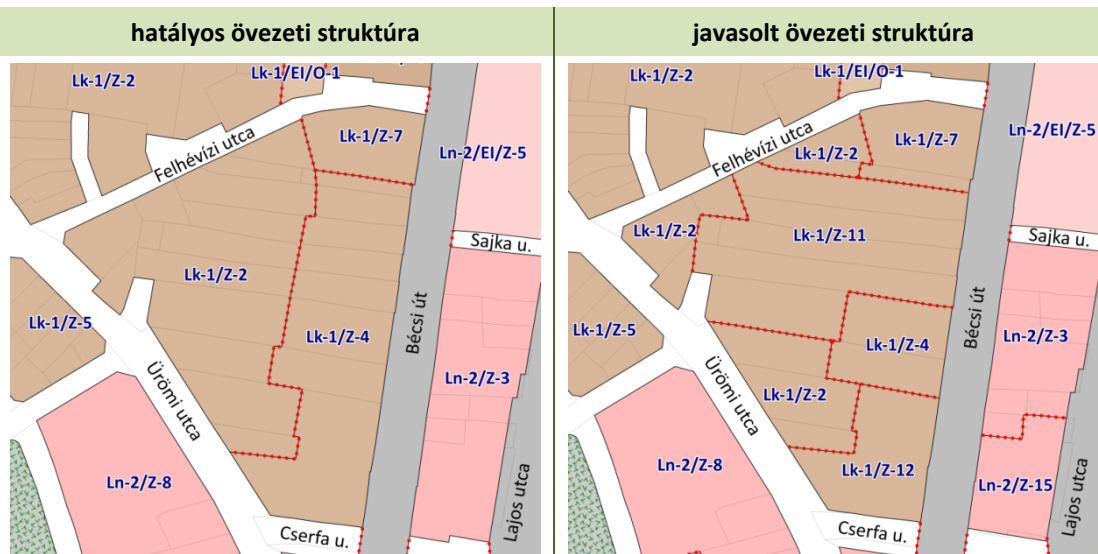 hatályos övezeti struktúra
javasolt övezeti struktúra
Lk-1/Z-2
Lk-1/EI/O-1
Felhévízi utca
Lk-1/Z-7
Ln-2/EI/Z-5
Sajka u.
Lk-1/Z-2
Lk-1/Z-5
Lk-1/Z-4
Bécsi út
Ln-2/Z-3
Ürömi utca
Ln-2/Z-8
Lajos utca
Cserfa u.
Lk-1/Z-2
Lk-1/EI/O-1
Felhévízi utca
Lk-1/Z-2
Lk-1/Z-7
Ln-2/EI/Z-5
Lk-1/Z-2
Lk-1/Z-11
Sajka u.
Lk-1/Z-5
Lk-1/Z-4
Bécsi út
Ln-2/Z-3
Ürömi utca
Lk-1/Z-2
Ln-2/Z-8
Lk-1/Z-12
Ln-2/Z-15
Lajos utca
Cserfa u.